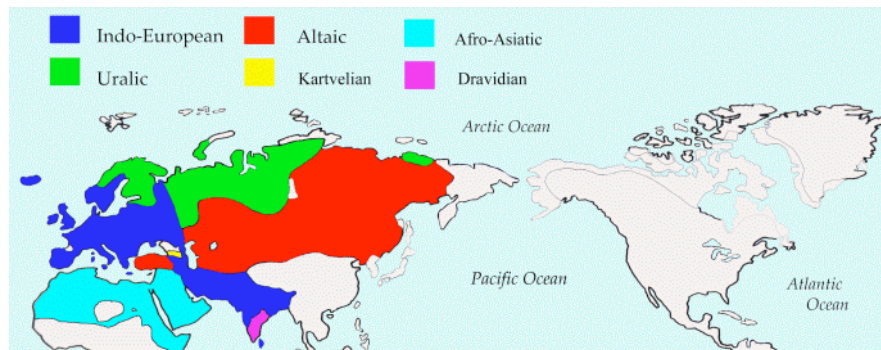 Indo-European
Altaic
Afro-Asiatic
Uralic
Kartvelian
Dravidian
Arctic Ocean
Pacific Ocean
Atlantic
Ocean